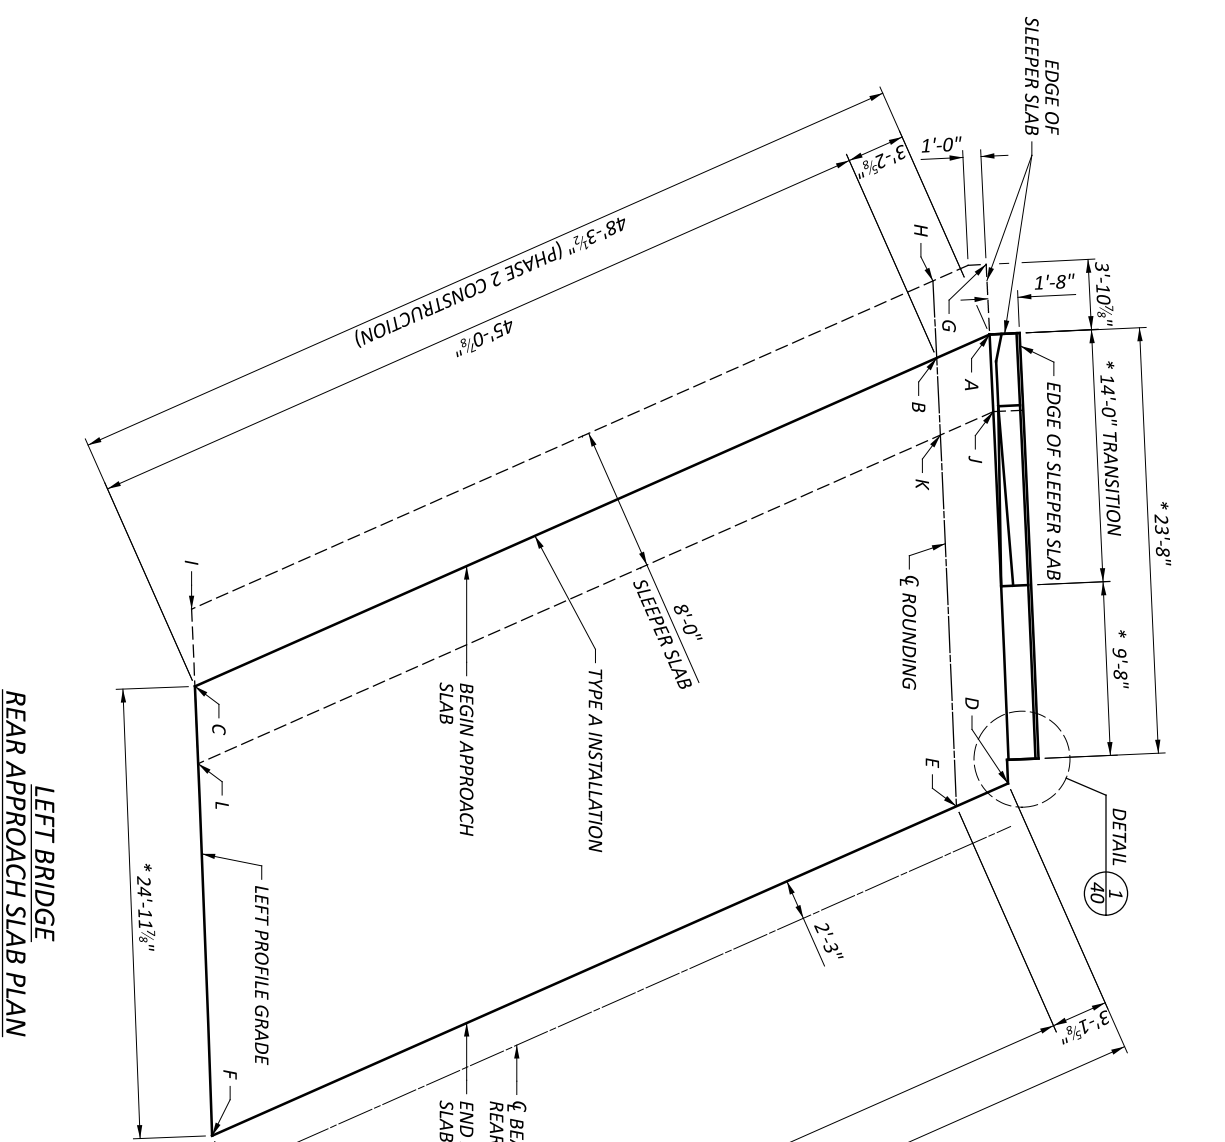 EDGE OF
SLEEPER SLAB
1'-0"
3'-2⅝"
48'-3½" (PHASE 2 CONSTRUCTION)
45'-0⅞"
H
G
A
B
J
K
3'-10⅞"
1'-8"
* 14'-0" TRANSITION
* 23'-8"
* 9'-8"
EDGE OF SLEEPER SLAB
℄ ROUNDING
8'-0"
SLEEPER SLAB
TYPE A INSTALLATION
BEGIN APPROACH
SLAB
I
C
L
D
E
DETAIL
1
40
2'-3"
3'-1⅝"
LEFT PROFILE GRADE
* 24'-11⅞"
F
℄ BE
REAR
END
SLAB
LEFT BRIDGE
REAR APPROACH SLAB PLAN